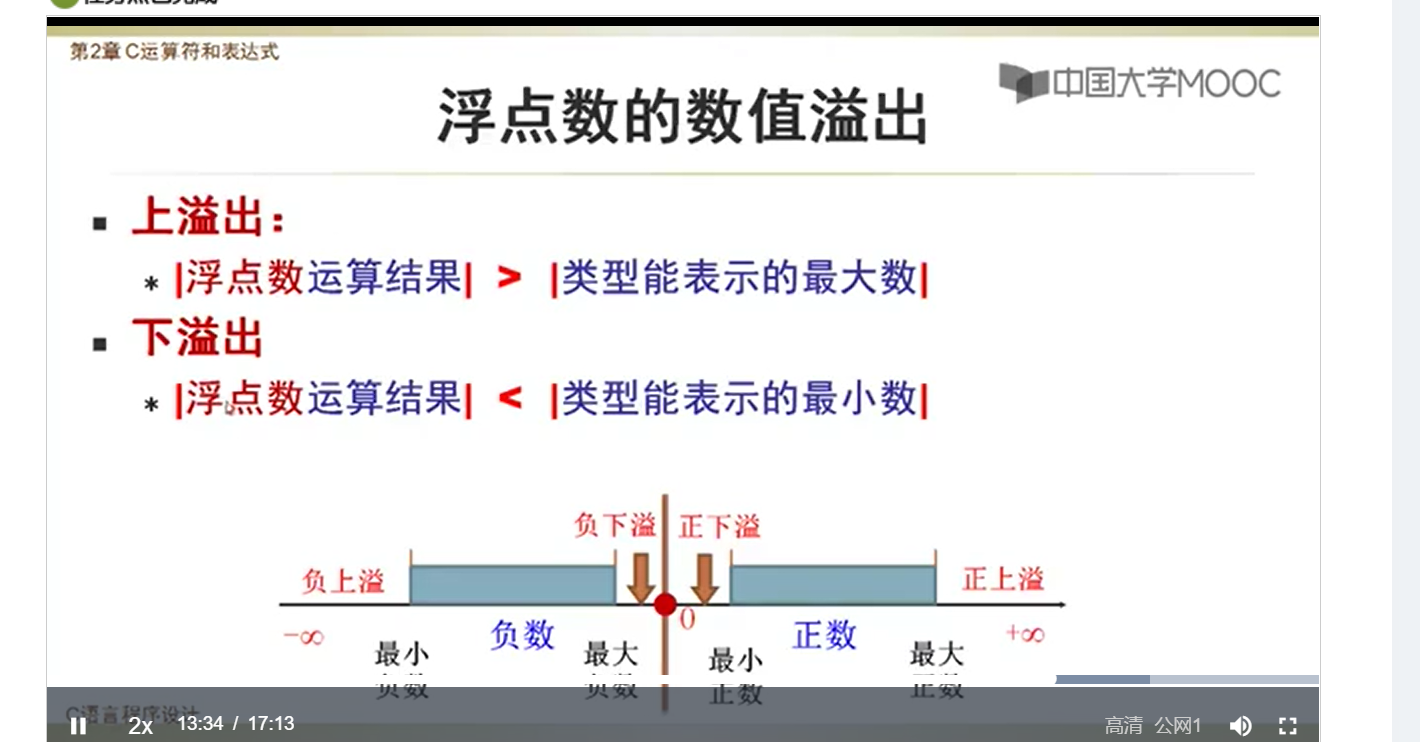 任务点已完成
第2章 C运算符和表达式
中国大学MOOC
浮点数的数值溢出
上溢出：
* |浮点数运算结果| > |类型能表示的最大数|
下溢出
* |浮点数运算结果| < |类型能表示的最小数|
负下溢 正下溢
负上溢 正上溢
-∞ 负数 0 正数 +∞
最小 最大 最小 最大
负数 负数 正数 正数
C语言程序设计
2x 13:34 / 17:13 高清 公网1